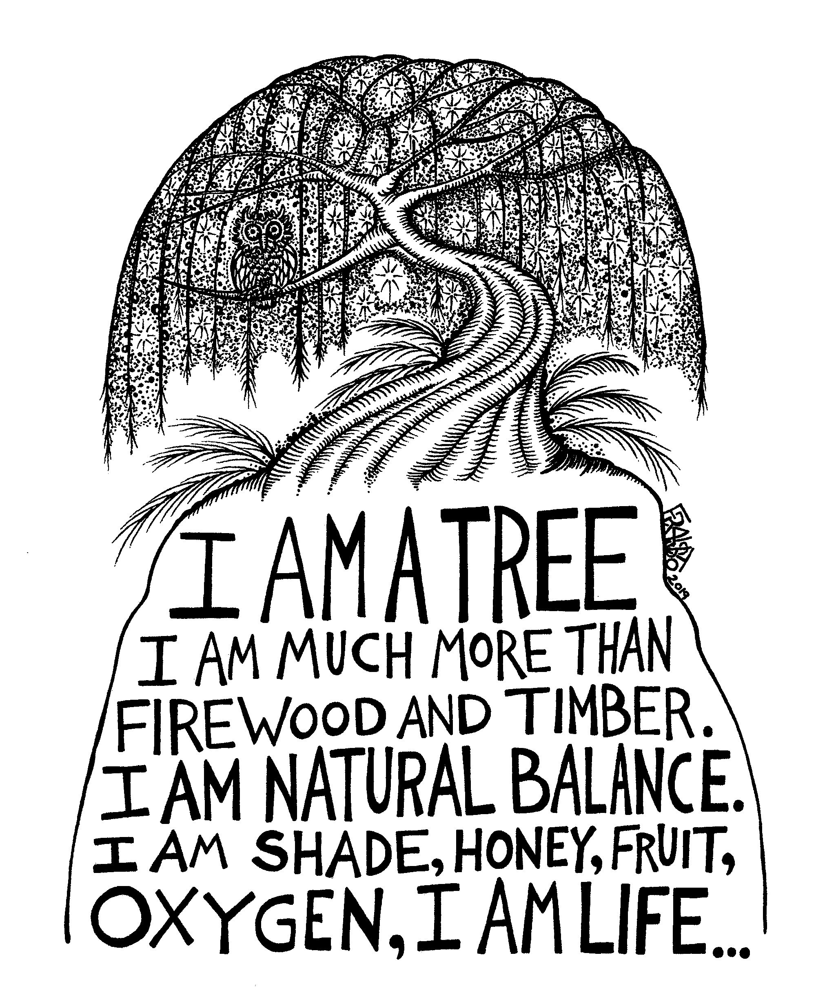 I AM A TREE
I AM MUCH MORE THAN
FIREWOOD AND TIMBER.
I AM NATURAL BALANCE.
I AM SHADE, HONEY, FRUIT,
OXYGEN, I AM LIFE...
2019